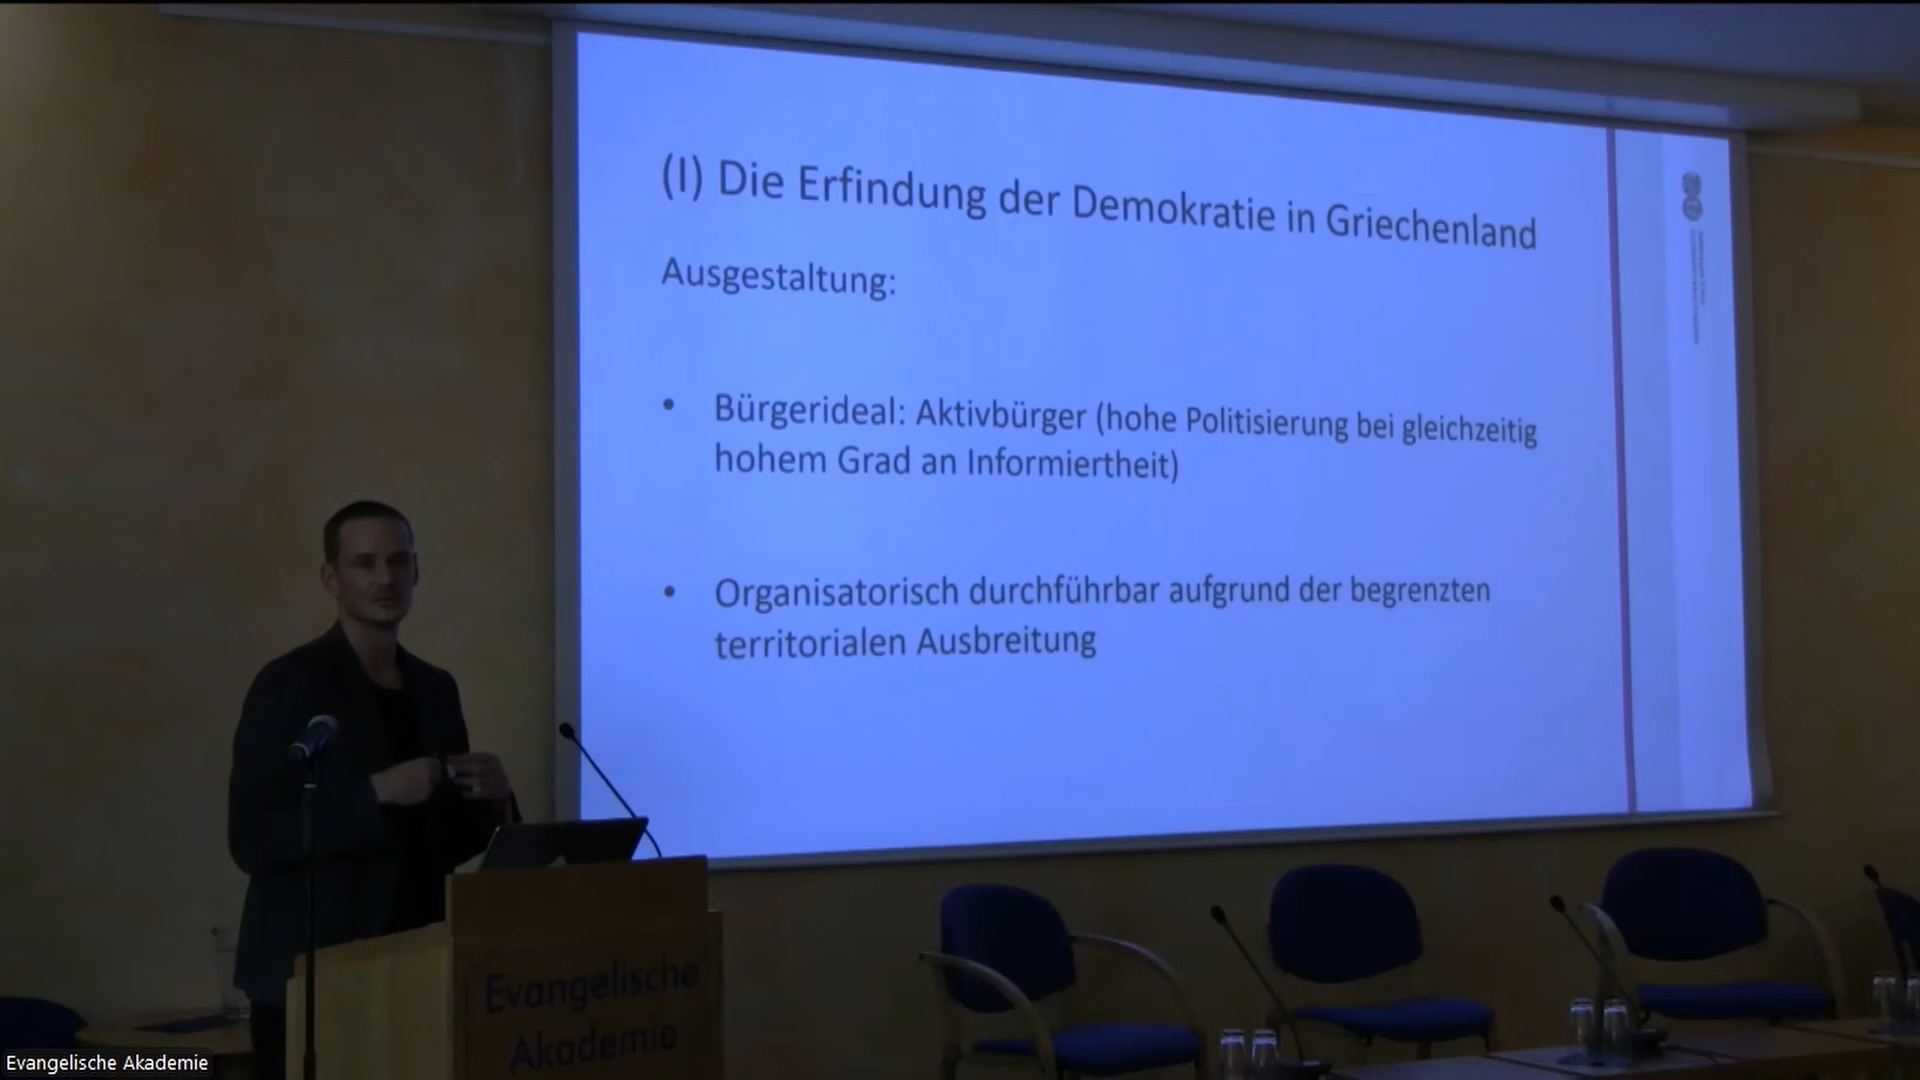 (I) Die Erfindung der Demokratie in Griechenland
Ausgestaltung:
• Bürgerideal: Aktivbürger (hohe Politisierung bei gleichzeitig
hohem Grad an Informiertheit)
• Organisatorisch durchführbar aufgrund der begrenzten
territorialen Ausbreitung
Evangelische
Akademie
Evangelische Akademie